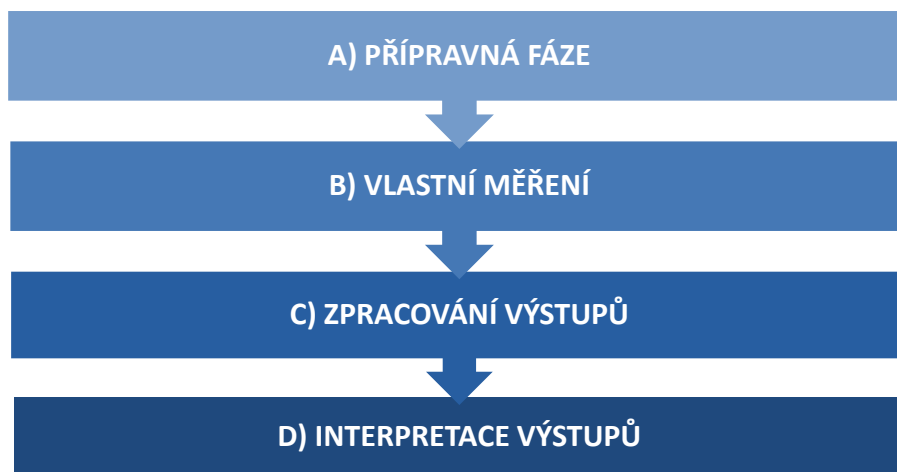 A) PŘÍPRAVNÁ FÁZE
B) VLASTNÍ MĚŘENÍ
C) ZPRACOVÁNÍ VÝSTUPŮ
D) INTERPRETACE VÝSTUPŮ